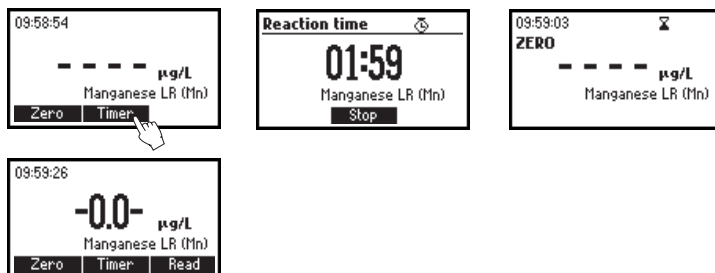 09:58:54
- - - - µg/L
Manganese LR (Mn)
Zero Timer
Reaction time
01:59
Manganese LR (Mn)
Stop
09:59:03
ZERO
- - - - µg/L
Manganese LR (Mn)
09:59:26
-0.0- µg/L
Manganese LR (Mn)
Zero Timer Read